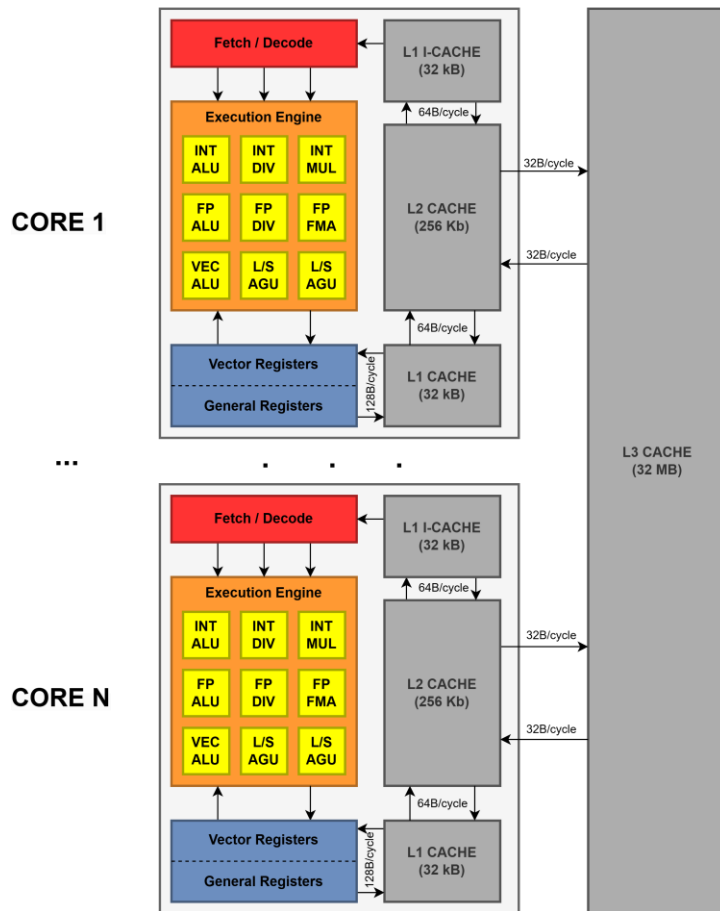 Fetch / Decode
L1 I-CACHE
(32 kB)
64B/cycle
Execution Engine
INT
ALU
INT
DIV
INT
MUL
FP
ALU
FP
DIV
FP
FMA
VEC
ALU
L/S
AGU
L/S
AGU
CORE 1
L2 CACHE
(256 Kb)
32B/cycle
32B/cycle
64B/cycle
Vector Registers
General Registers
128B/cycle
L1 CACHE
(32 kB)
L3 CACHE
(32 MB)
...
. . .
Fetch / Decode
L1 I-CACHE
(32 kB)
64B/cycle
Execution Engine
INT
ALU
INT
DIV
INT
MUL
FP
ALU
FP
DIV
FP
FMA
VEC
ALU
L/S
AGU
L/S
AGU
CORE N
L2 CACHE
(256 Kb)
32B/cycle
32B/cycle
64B/cycle
Vector Registers
General Registers
128B/cycle
L1 CACHE
(32 kB)